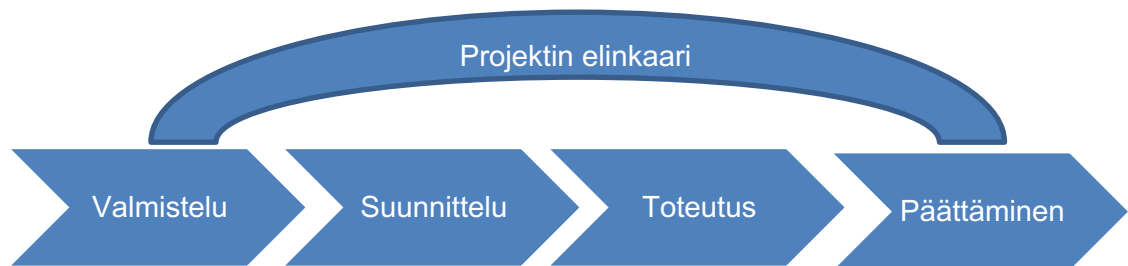 Projektin elinkaari
Valmistelu
Suunnittelu
Toteutus
Päättäminen